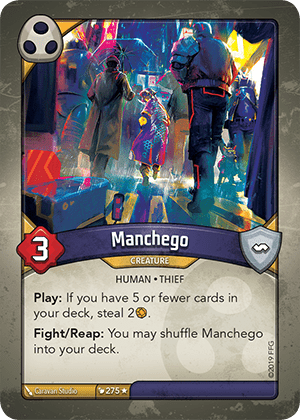 3
Manchego
CREATURE
HUMAN • THIEF
Play: If you have 5 or fewer cards in
your deck, steal 2.
Fight/Reap: You may shuffle Manchego
into your deck.
©2019 FFG
Caravan Studio
275★